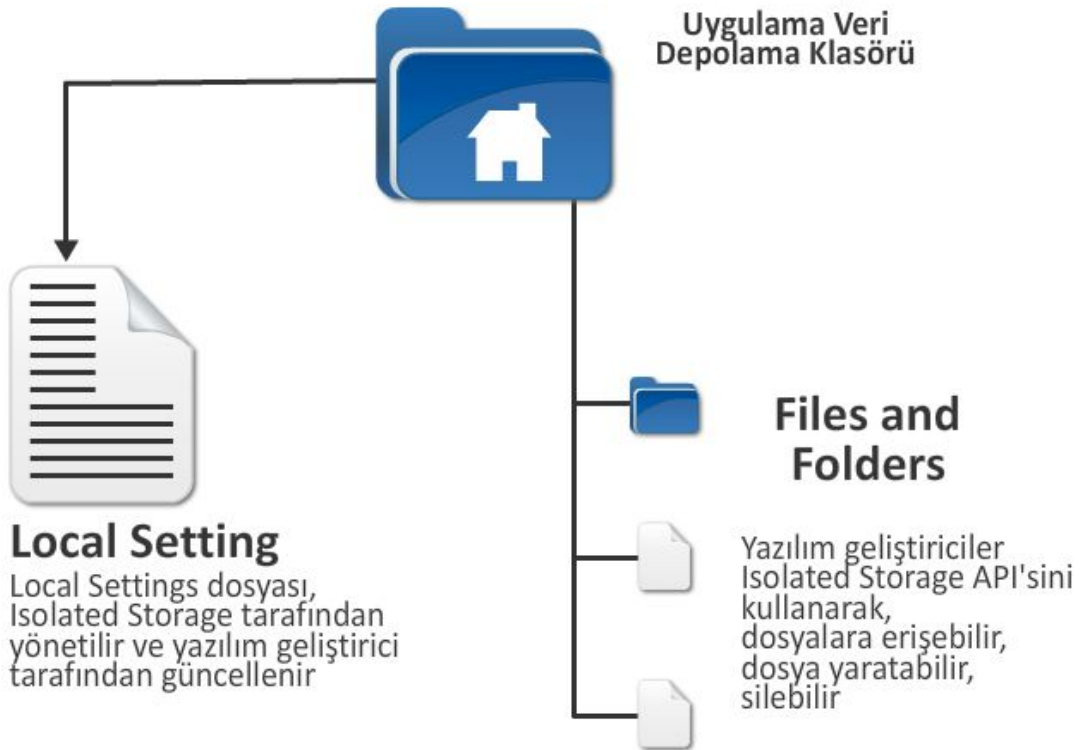 Uygulama Veri
Depolama Klasörü
Local Setting
Local Settings dosyası,
Isolated Storage tarafından
yönetilir ve yazılım geliştirici
tarafından güncellenir
Files and
Folders
Yazılım geliştiriciler
Isolated Storage API'sini
kullanarak,
dosyalara erişebilir,
dosya yaratabilir,
silebilir